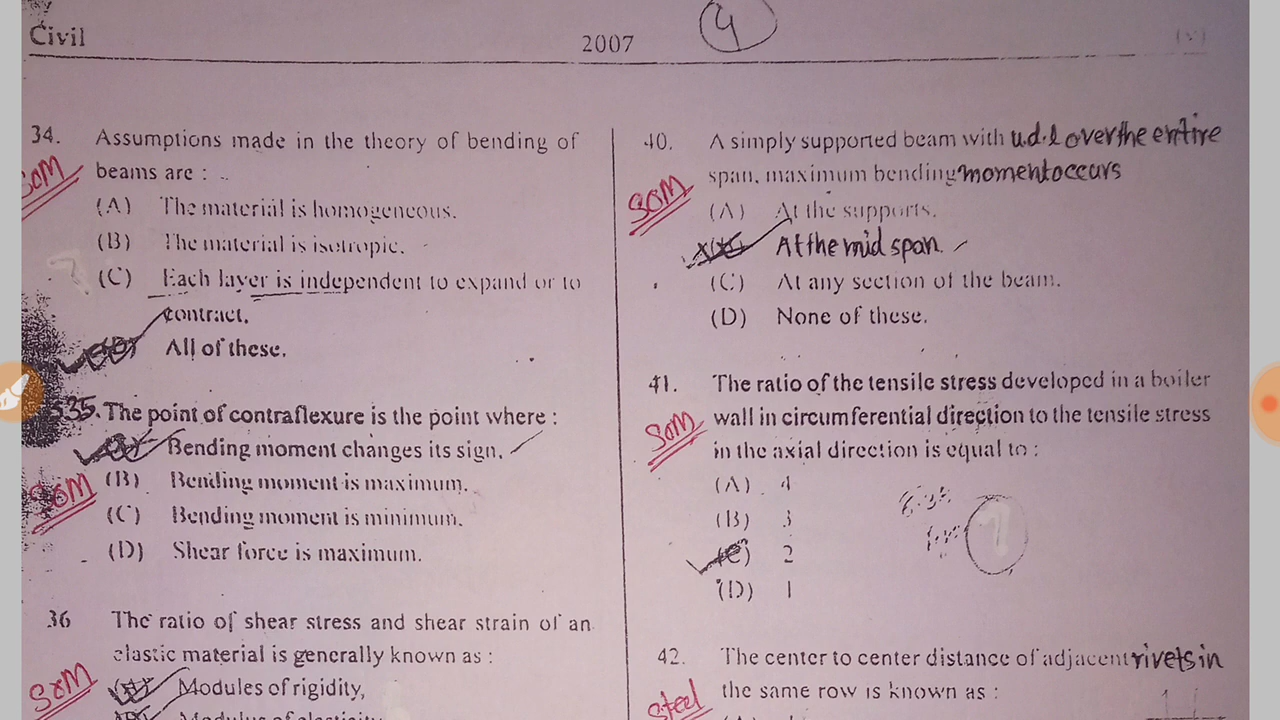 Civil
2007
4
34. Assumptions made in the theory of bending of
beams are :
SOM
(A) The material is homogeneous.
(B) The material is isotropic.
(C) Each layer is independent to expand or to
contract.
All of these.
35. The point of contraflexure is the point where :
Bending moment changes its sign.
SOM
(B) Bending moment is maximum.
(C) Bending moment is minimum.
(D) Shear force is maximum.
36 The ratio of shear stress and shear strain of an
elastic material is generally known as :
SOM
(A) Modules of rigidity,
Modulus of elasticity
40. A simply supported beam with u.d.l over the entire
span, maximum bending moment occurs
SOM
(A) At the supports.
At the mid span.
(C) At any section of the beam.
(D) None of these.
41. The ratio of the tensile stress developed in a boiler
SOM
wall in circumferential direction to the tensile stress
in the axial direction is equal to :
(A) 4
(B) 3
(C) 2
(D) 1
42. The center to center distance of adjacent rivets in
the same row is known as :
Steel